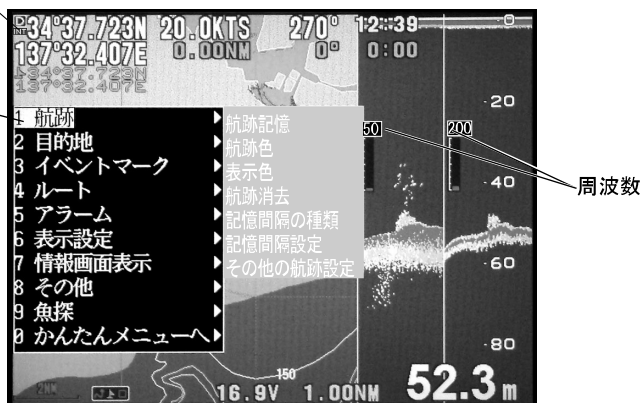 34°37.723N 20.0KTS 270° 12:39
137°32.407E 0.00NM 0° 0:00
34°37.723N
137°32.407E
1 航跡
2 目的地
3 イベントマーク
4 ルート
5 アラーム
6 表示設定
7 情報画面表示
8 その他
9 魚探
0 かんたんメニューへ
航跡記憶
航跡色
表示色
航跡消去
記憶間隔の種類
記憶間隔設定
その他の航跡設定
50 200
周波数
0
20
40
60
80
150
2NM 16.9V 1.00NM 52.3m